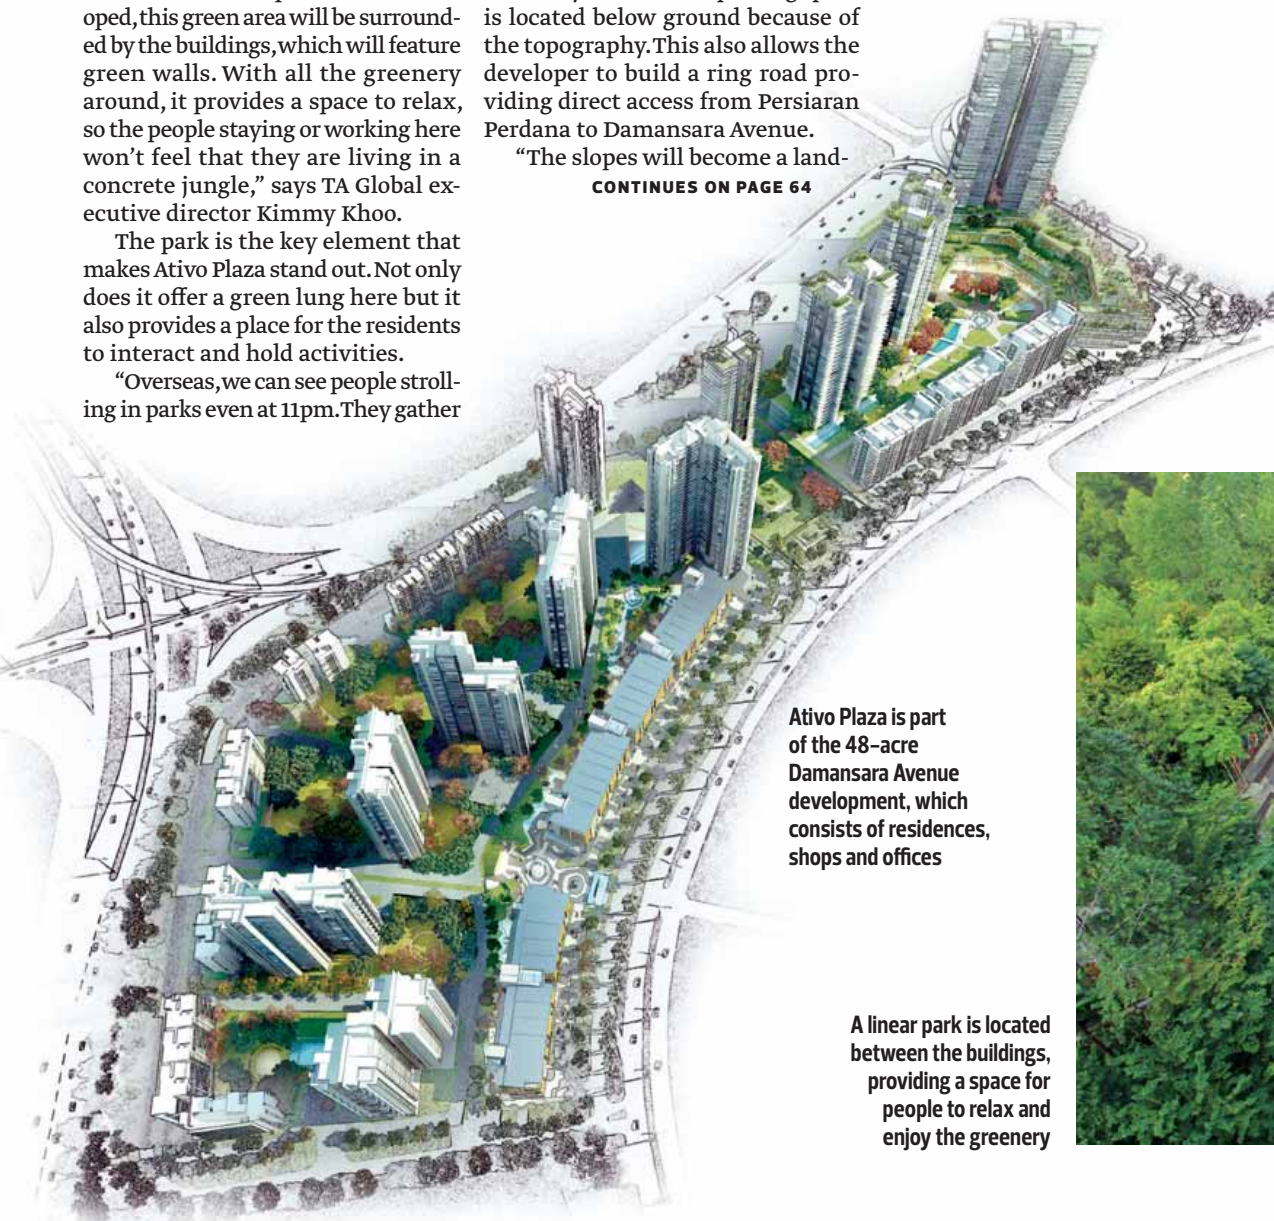 oped, this green area will be surround-
ed by the buildings, which will feature
green walls. With all the greenery
around, it provides a space to relax,
so the people staying or working here
won't feel that they are living in a
concrete jungle," says TA Global ex-
ecutive director Kimmy Khoo.
The park is the key element that
makes Ativo Plaza stand out. Not only
does it offer a green lung here but it
also provides a place for the residents
to interact and hold activities.
"Overseas, we can see people stroll-
ing in parks even at 11pm. They gather
is located below ground because of
the topography. This also allows the
developer to build a ring road pro-
viding direct access from Persiaran
Perdana to Damansara Avenue.
"The slopes will become a land-
CONTINUES ON PAGE 64
Ativo Plaza is part
of the 48-acre
Damansara Avenue
development, which
consists of residences,
shops and offices
A linear park is located
between the buildings,
providing a space for
people to relax and
enjoy the greenery